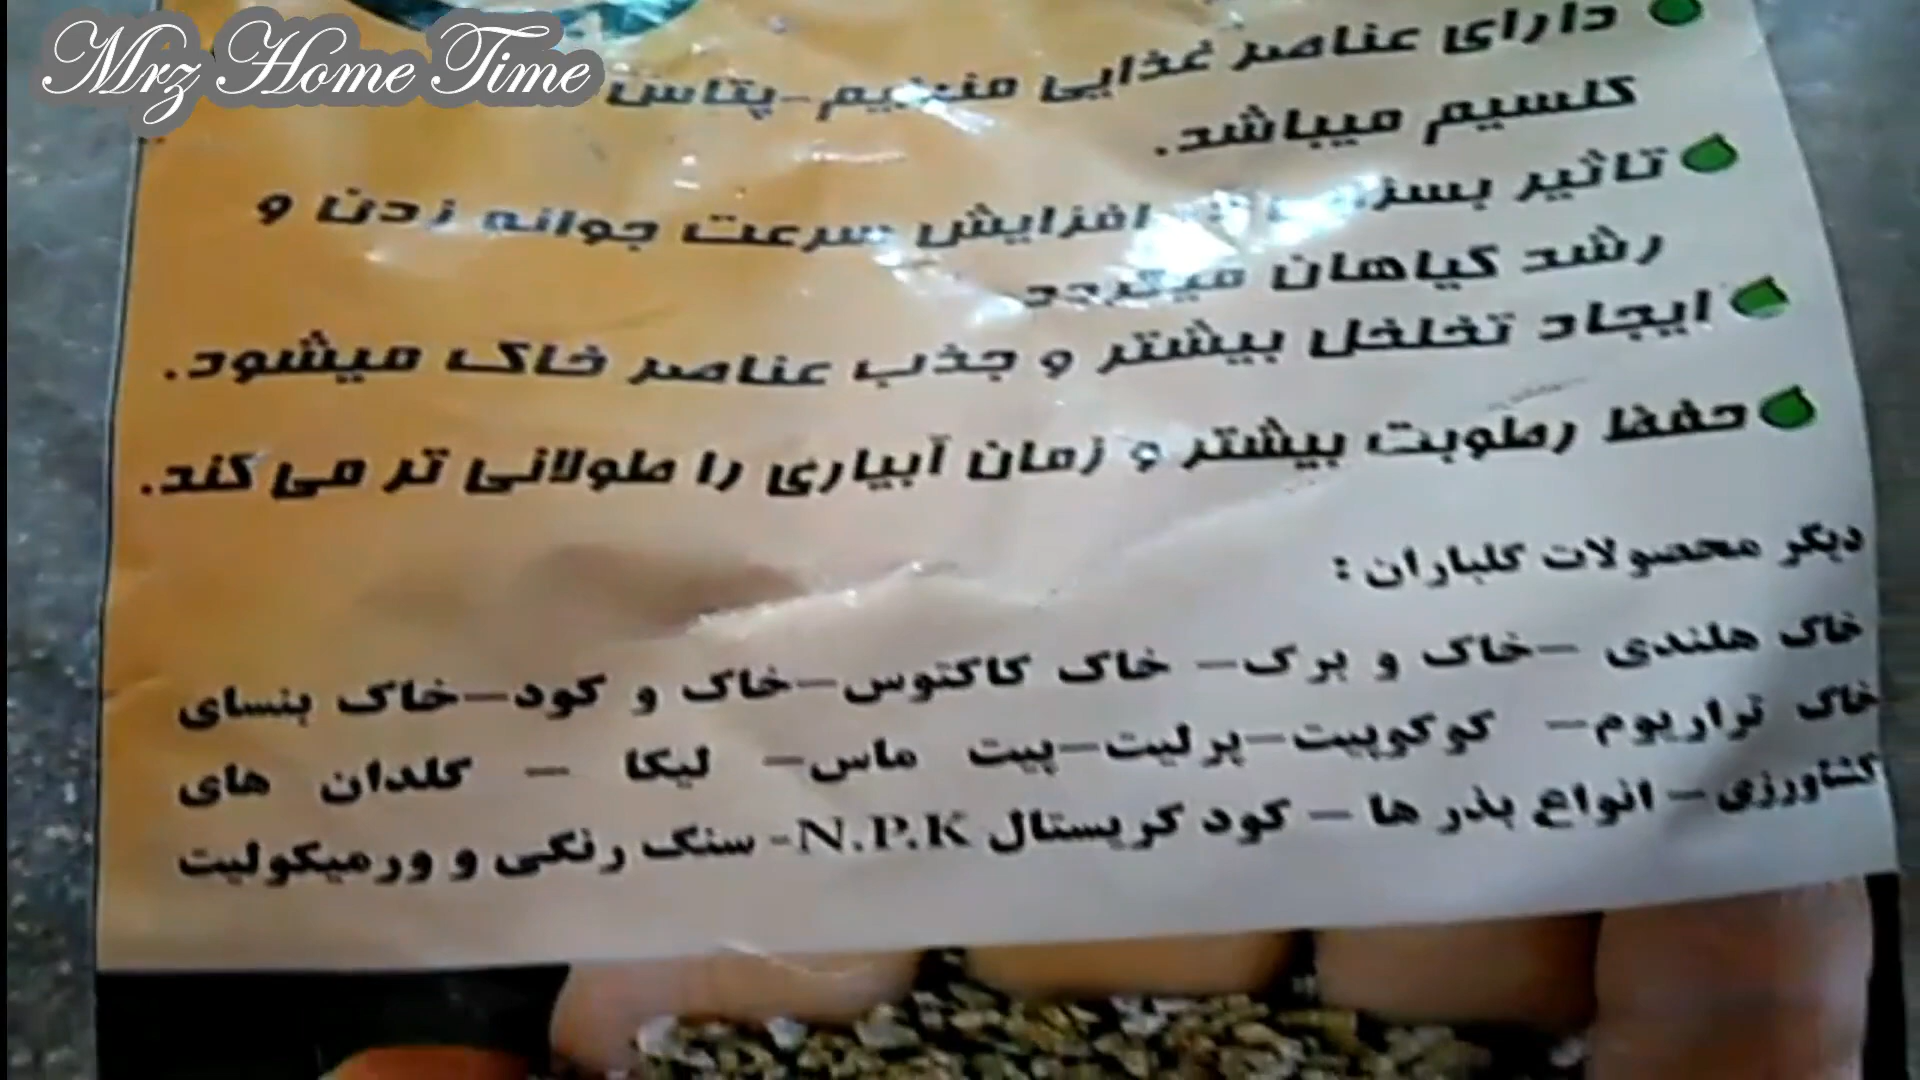 Mrz Home Time
دارای عناصر غذایی منیزیم-پتاس
کلسیم میباشد.
تاثیر افزایش سرعت جوانه زدن و
رشد گیاهان میگردد
ایجاد تخلخل بیشتر و جذب عناصر خاک میشود.
حفظ رطوبت بیشتر و زمان آبیاری را طولانی تر می کند.
دیگر محصولات گلباران :
خاک هلندی –خاک و برگ– خاک کاکتوس–خاک و کود–خاک بنسای
خاک تراریوم– کوکوپیت–پرلیت–پیت ماس– لیکا – گلدان های
کشاورزی– انواع بذر ها – کود کریستال N.P.K- سنگ رنگی و ورمیکولیت